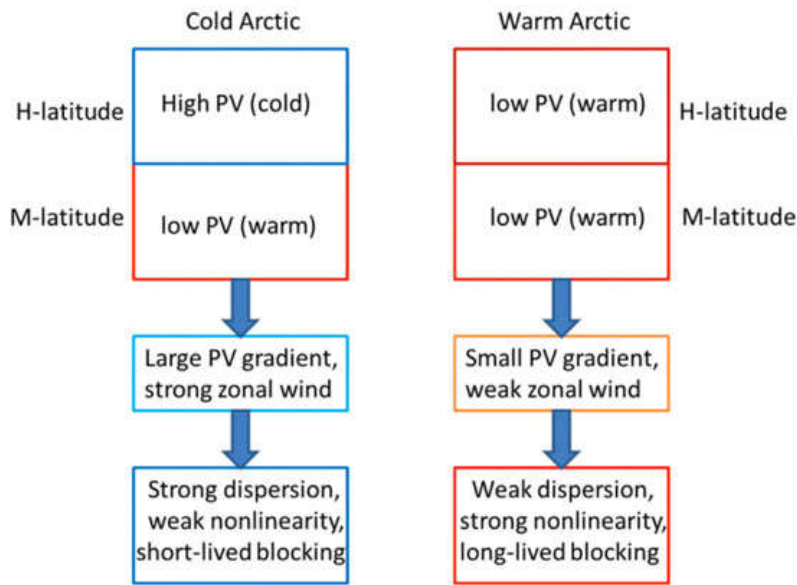 Cold Arctic
H-latitude
High PV (cold)
M-latitude
low PV (warm)
Large PV gradient,
strong zonal wind
Strong dispersion,
weak nonlinearity,
short-lived blocking
Warm Arctic
low PV (warm)
H-latitude
low PV (warm)
M-latitude
Small PV gradient,
weak zonal wind
Weak dispersion,
strong nonlinearity,
long-lived blocking